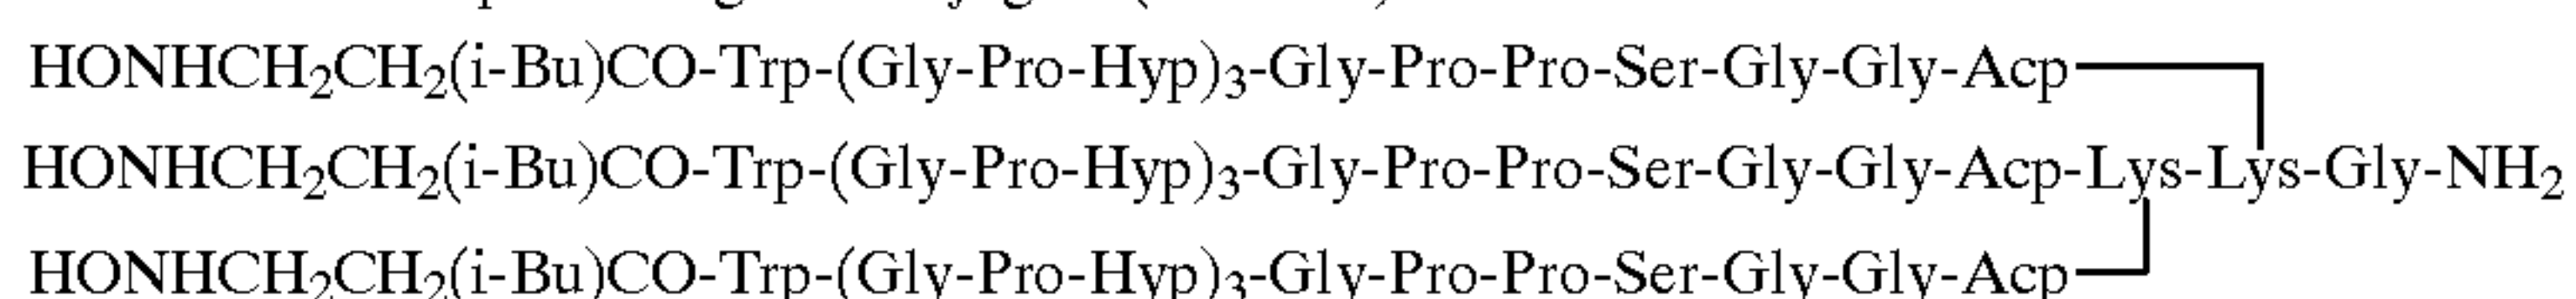 HONHCH₂CH₂(i-Bu)CO-Trp-(Gly-Pro-Hyp)₃-Gly-Pro-Pro-Ser-Gly-Gly-Acp
HONHCH₂CH₂(i-Bu)CO-Trp-(Gly-Pro-Hyp)₃-Gly-Pro-Pro-Ser-Gly-Gly-Acp-Lys-Lys-Gly-NH₂
HONHCH₂CH₂(i-Bu)CO-Trp-(Gly-Pro-Hyp)₃-Gly-Pro-Pro-Ser-Gly-Gly-Acp